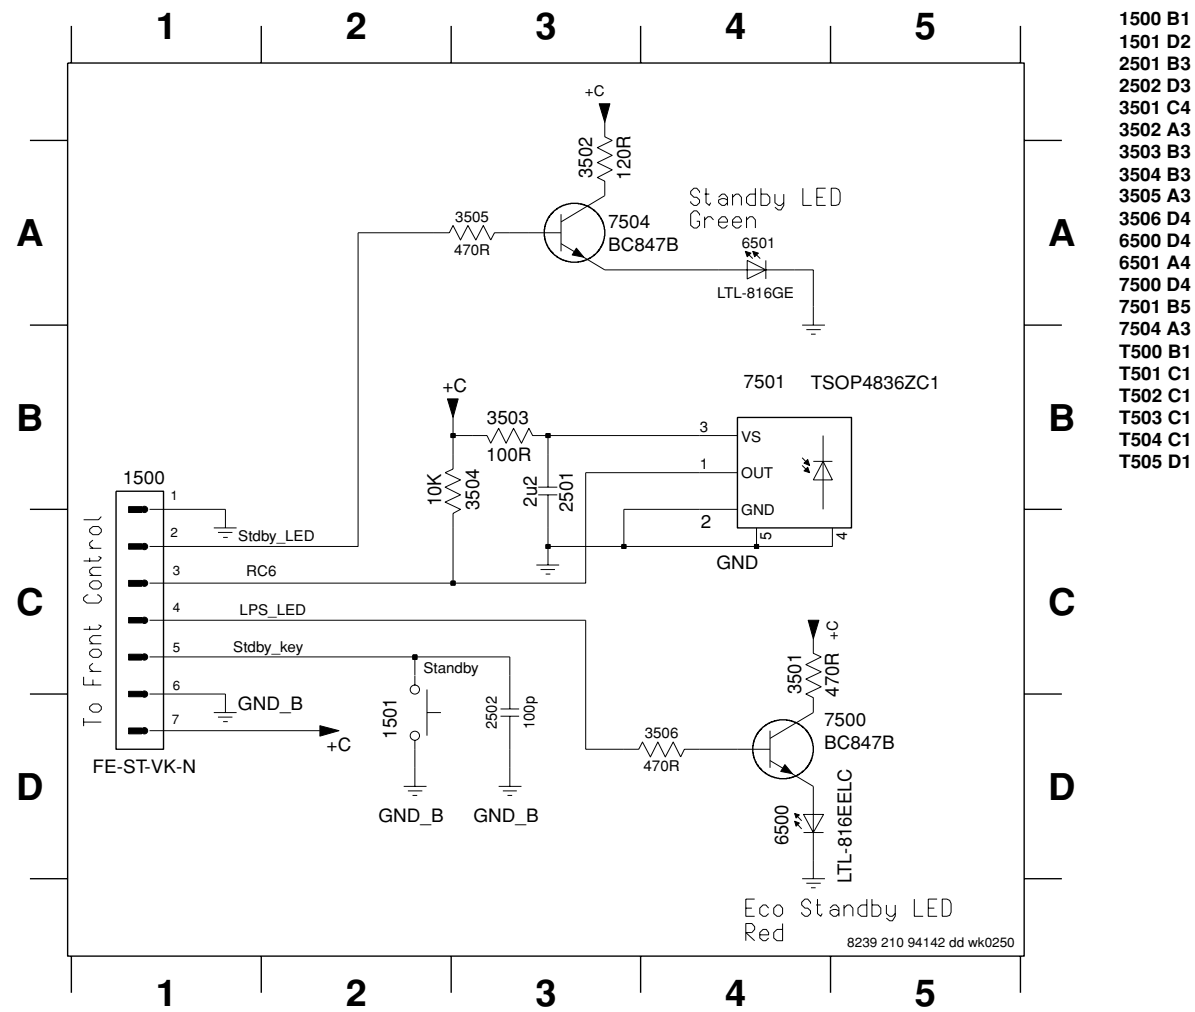 1 2 3 4 5
+C
3502
120R
Standby LED
Green
3505
470R
7504
BC847B
6501
LTL-816GE
A A
+C
3503
100R
10K
3504
2u2
2501
7501 TSOP4836ZC1
3 VS
1 OUT
GND
2
5
4
GND
B B
1500
1
2 Stdby_LED
3 RC6
4 LPS_LED
5 Stdby_key
6 GND_B
7 +C
To Front Control
FE-ST-VK-N
C C
Standby
1501
GND_B
2502
100p
GND_B
3506
470R
+C
3501
470R
7500
BC847B
6500
LTL-816EELC
D D
Eco Standby LED
Red
8239 210 94142 dd wk0250
1 2 3 4 5
1500 B1
1501 D2
2501 B3
2502 D3
3501 C4
3502 A3
3503 B3
3504 B3
3505 A3
3506 D4
6500 D4
6501 A4
7500 D4
7501 B5
7504 A3
T500 B1
T501 C1
T502 C1
T503 C1
T504 C1
T505 D1